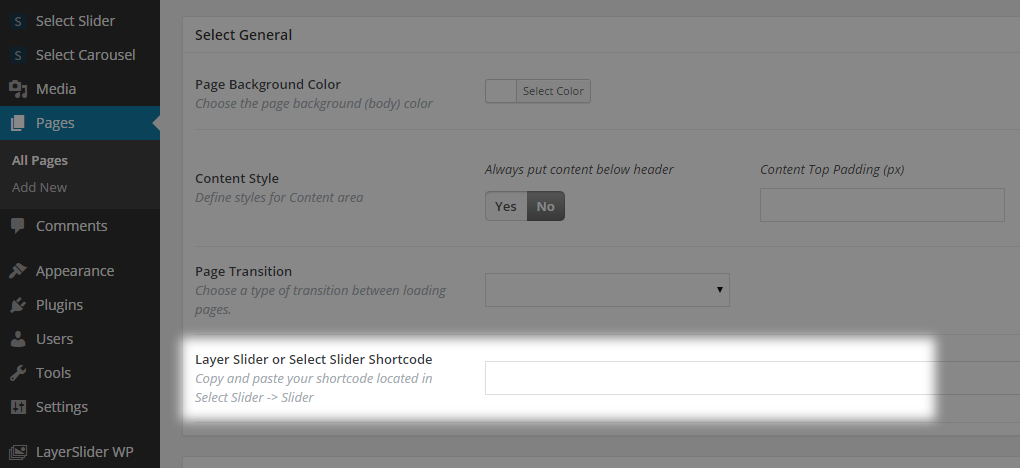 S Select Slider
S Select Carousel
Media
Pages
All Pages
Add New
Comments
Appearance
Plugins
Users
Tools
Settings
LayerSlider WP
Select General
Page Background Color
Choose the page background (body) color
Select Color
Content Style
Define styles for Content area
Always put content below header
Yes No
Content Top Padding (px)
Page Transition
Choose a type of transition between loading
pages.
Layer Slider or Select Slider Shortcode
Copy and paste your shortcode located in
Select Slider -> Slider